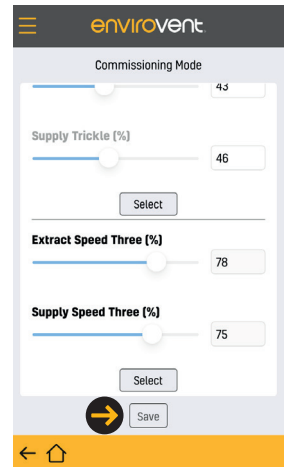 envirovent
Commissioning Mode
43
Supply Trickle (%)
46
Select
Extract Speed Three (%)
78
Supply Speed Three (%)
75
Select
Save